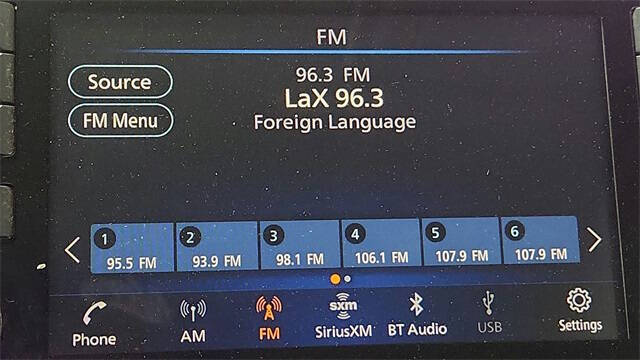 FM
Source
96.3 FM
LaX 96.3
FM Menu
Foreign Language
1 2 3 4 5 6
95.5 FM 93.9 FM 98.1 FM 106.1 FM 107.9 FM 107.9 FM
sxm
Phone AM FM SiriusXM BT Audio USB Settings